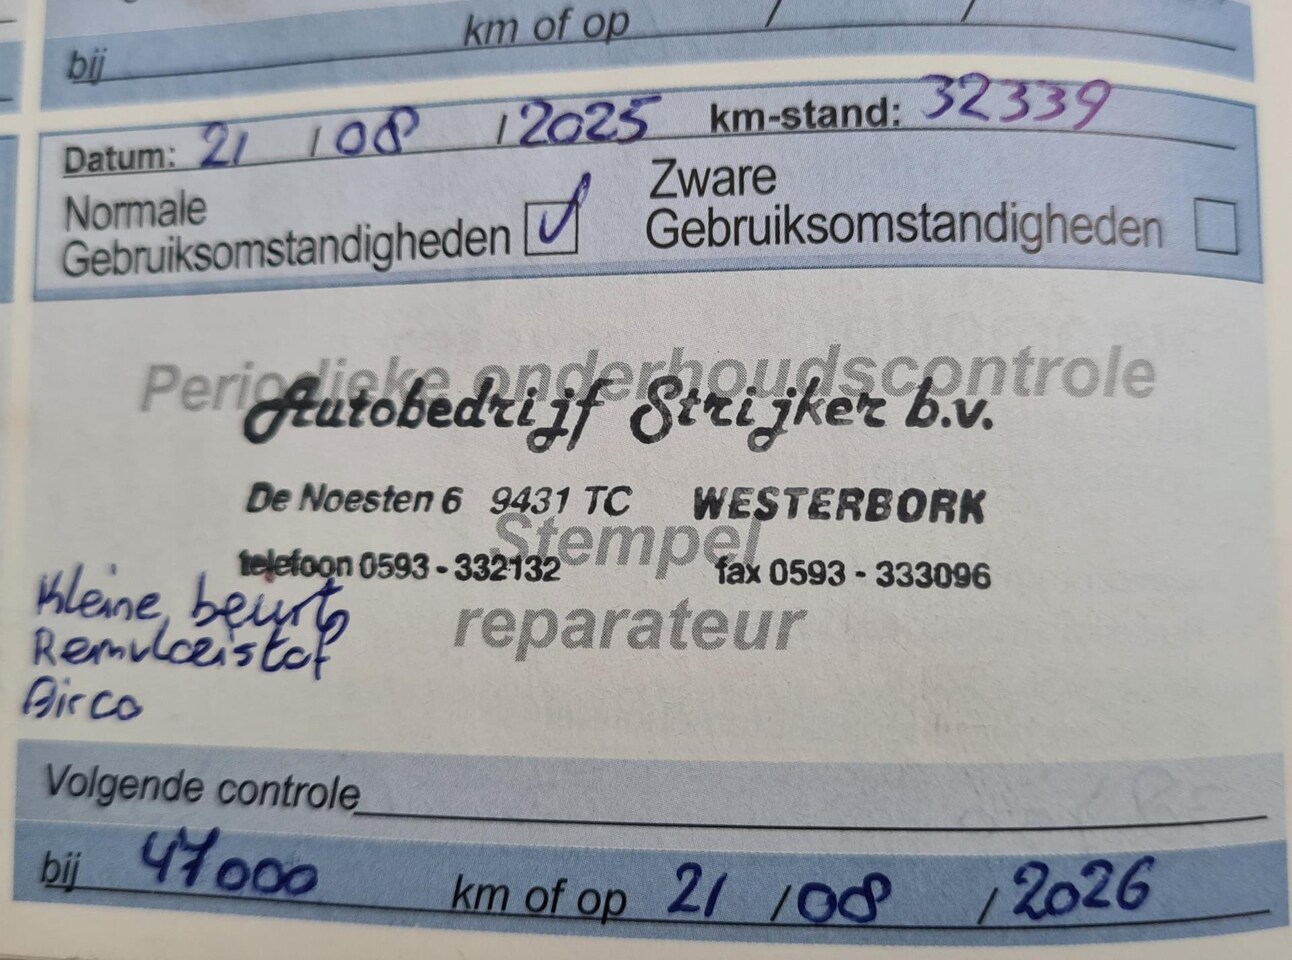 bij km of op / /
Datum: 21 / 08 / 2025 km-stand: 32339
Normale Gebruiksomstandigheden
Zware Gebruiksomstandigheden
Periodieke onderhoudscontrole
Autobedrijf Strijker b.v.
De Noesten 6 9431 TC WESTERBORK
Stempel
telefoon 0593 - 332132 fax 0593 - 333096
reparateur
Kleine beurt
Remvloeistof
Airco
Volgende controle
bij 47000 km of op 21 / 08 / 2026